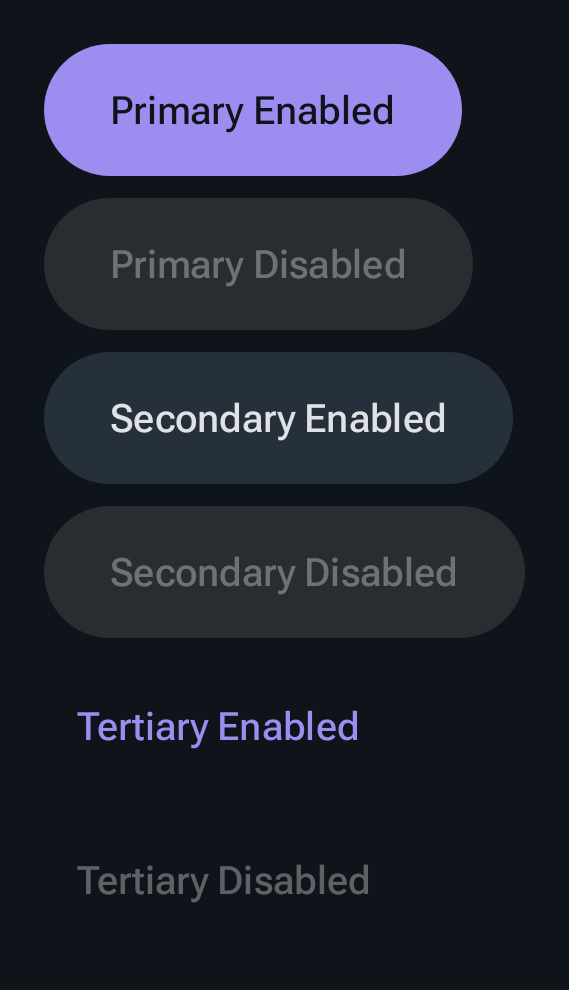 Primary Enabled
Primary Disabled
Secondary Enabled
Secondary Disabled
Tertiary Enabled
Tertiary Disabled